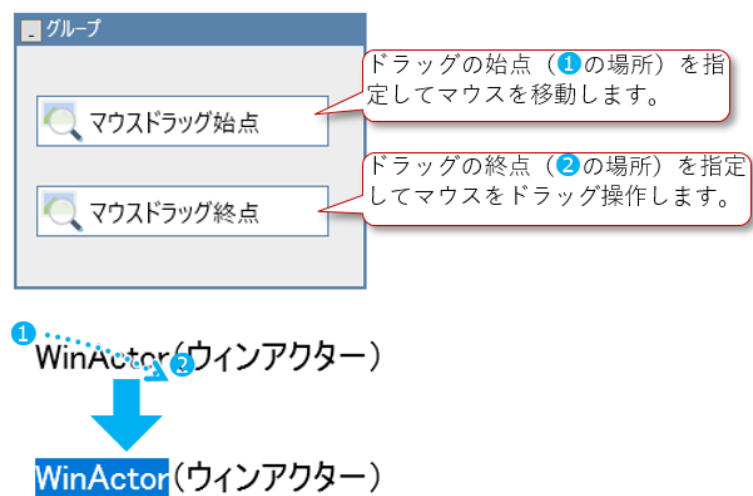 グループ
ドラッグの始点（❶の場所）を指
定してマウスを移動します。
マウスドラッグ始点
ドラッグの終点（❷の場所）を指定
してマウスをドラッグ操作します。
マウスドラッグ終点
❶
WinActor(ウィンアクター)
❷
WinActor(ウィンアクター)